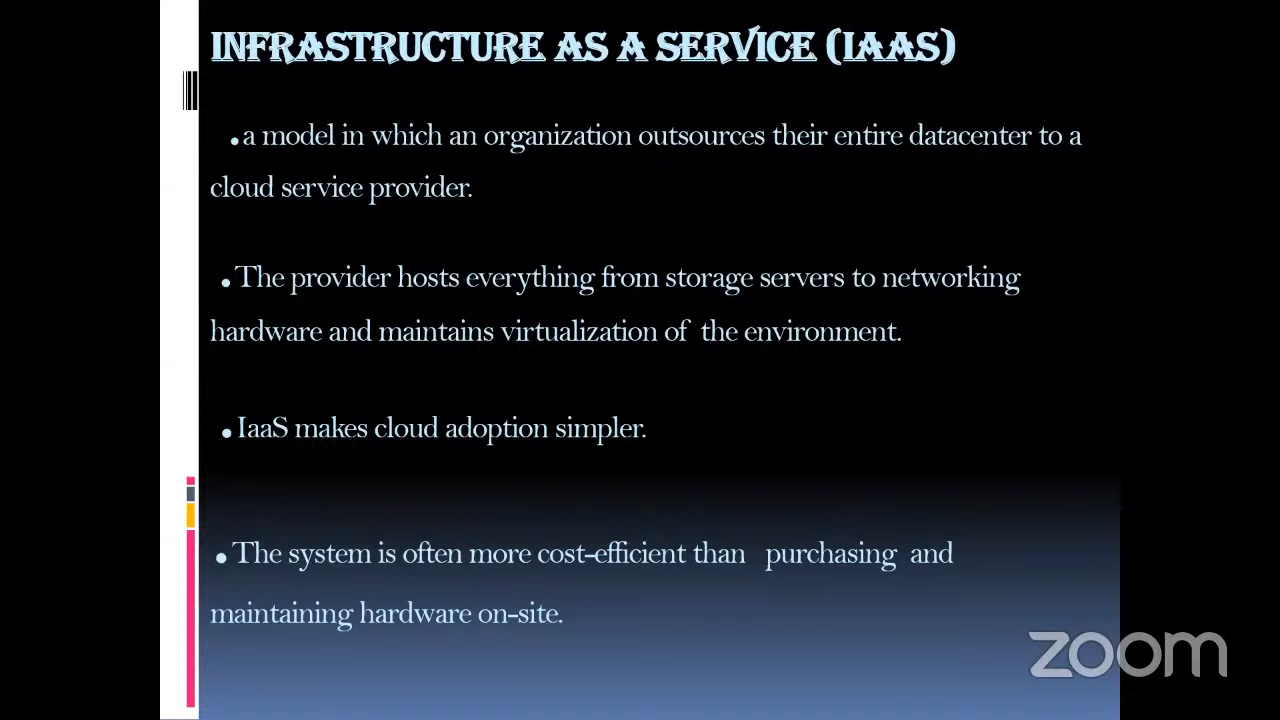 INFRASTRUCTURE AS A SERVICE (IAAS)
.a model in which an organization outsources their entire datacenter to a
cloud service provider.
.The provider hosts everything from storage servers to networking
hardware and maintains virtualization of the environment.
.IaaS makes cloud adoption simpler.
.The system is often more cost-efficient than purchasing and
maintaining hardware on-site.
zoom